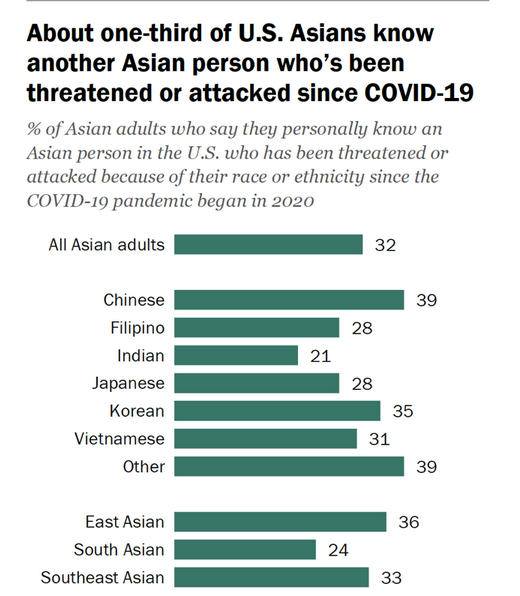 About one-third of U.S. Asians know
another Asian person who's been
threatened or attacked since COVID-19
% of Asian adults who say they personally know an
Asian person in the U.S. who has been threatened or
attacked because of their race or ethnicity since the
COVID-19 pandemic began in 2020
All Asian adults 32
Chinese 39
Filipino 28
Indian 21
Japanese 28
Korean 35
Vietnamese 31
Other 39
East Asian 36
South Asian 24
Southeast Asian 33